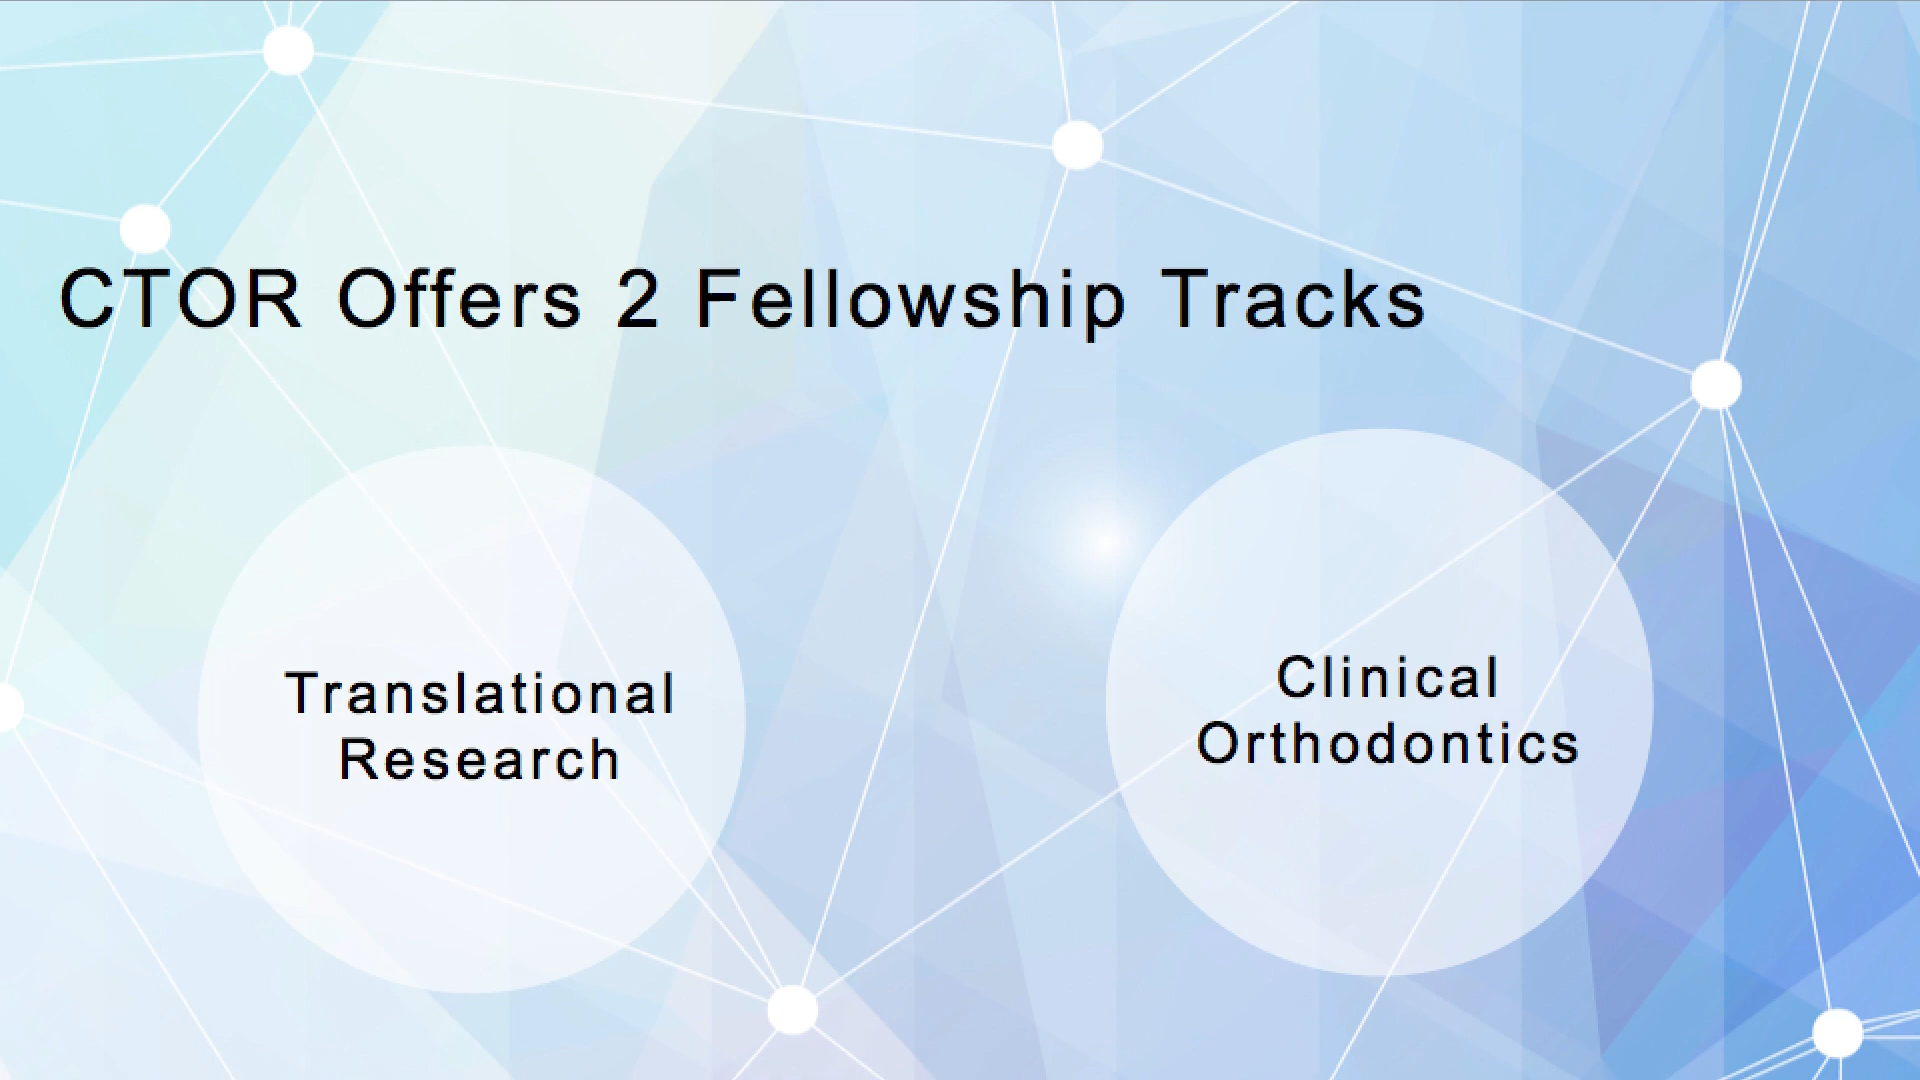 CTOR Offers 2 Fellowship Tracks
Translational
Research
Clinical
Orthodontics